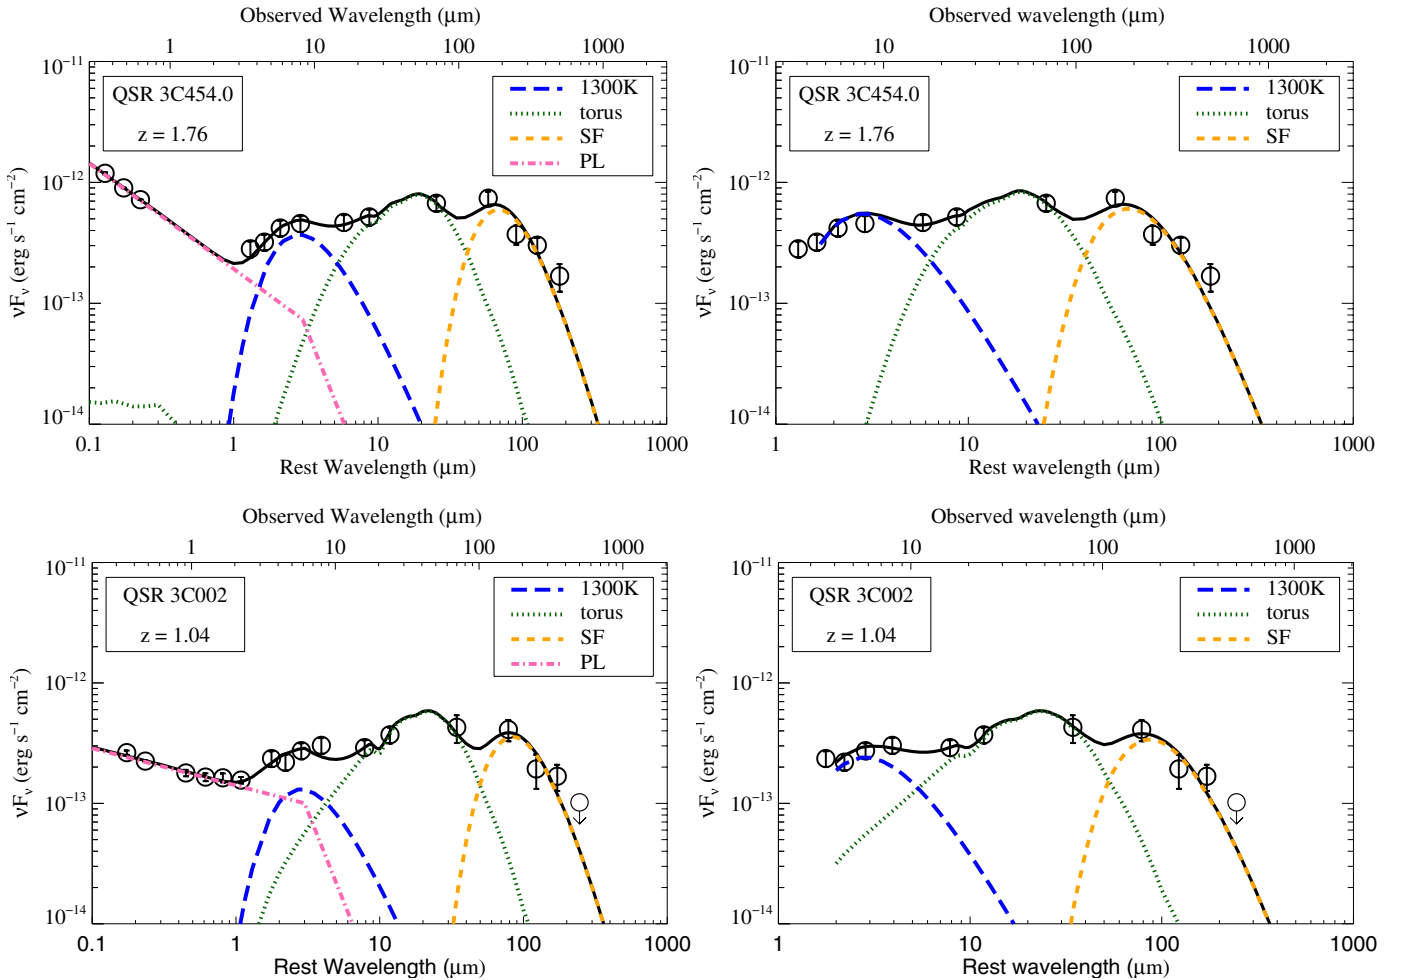 Observed Wavelength (μm)
1 10 100 1000
10⁻¹¹
10⁻¹²
10⁻¹³
10⁻¹⁴
νFν (erg s⁻¹ cm⁻²)
QSR 3C454.0
z = 1.76
1300K
torus
SF
PL
0.1 1 10 100 1000
Rest Wavelength (μm)
Observed wavelength (μm)
10 100 1000
10⁻¹¹
10⁻¹²
10⁻¹³
10⁻¹⁴
νFν (erg s⁻¹ cm⁻²)
QSR 3C454.0
z = 1.76
1300K
torus
SF
1 10 100 1000
Rest wavelength (μm)
Observed Wavelength (μm)
1 10 100 1000
10⁻¹¹
10⁻¹²
10⁻¹³
10⁻¹⁴
νFν (erg s⁻¹ cm⁻²)
QSR 3C002
z = 1.04
1300K
torus
SF
PL
0.1 1 10 100 1000
Rest Wavelength (μm)
Observed wavelength (μm)
10 100 1000
10⁻¹¹
10⁻¹²
10⁻¹³
10⁻¹⁴
νFν (erg s⁻¹ cm⁻²)
QSR 3C002
z = 1.04
1300K
torus
SF
1 10 100 1000
Rest wavelength (μm)